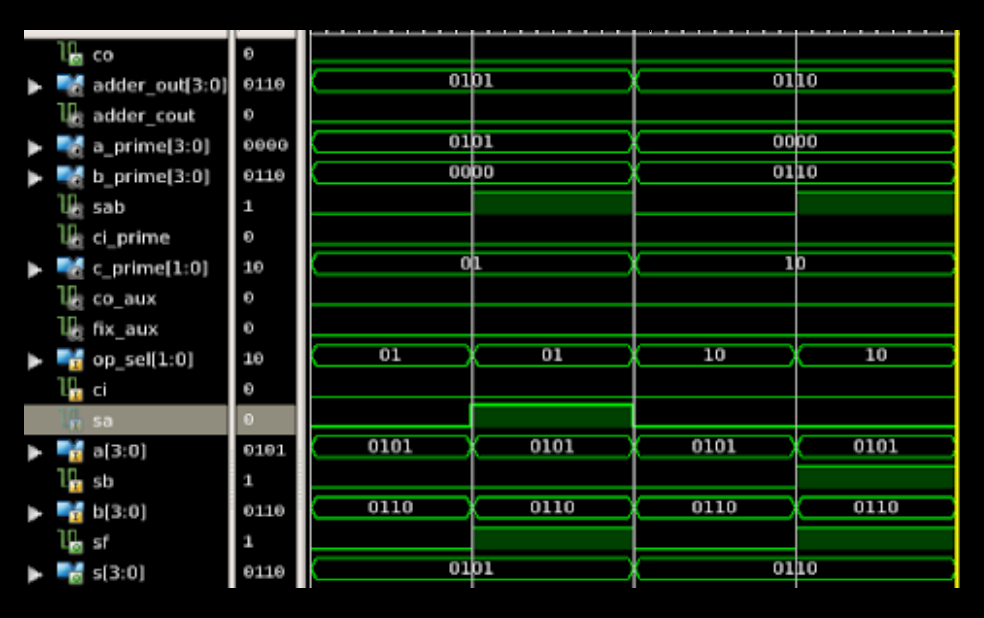 co 0
adder_out[3:0] 0110 0101 0110
adder_cout 0
a_prime[3:0] 0000 0101 0000
b_prime[3:0] 0110 0000 0110
sab 1
ci_prime 0
c_prime[1:0] 10 01 10
co_aux 0
fix_aux 0
op_sel[1:0] 10 01 01 10 10
ci 0
sa 0
a[3:0] 0101 0101 0101 0101 0101
sb 1
b[3:0] 0110 0110 0110 0110 0110
sf 1
s[3:0] 0110 0101 0110